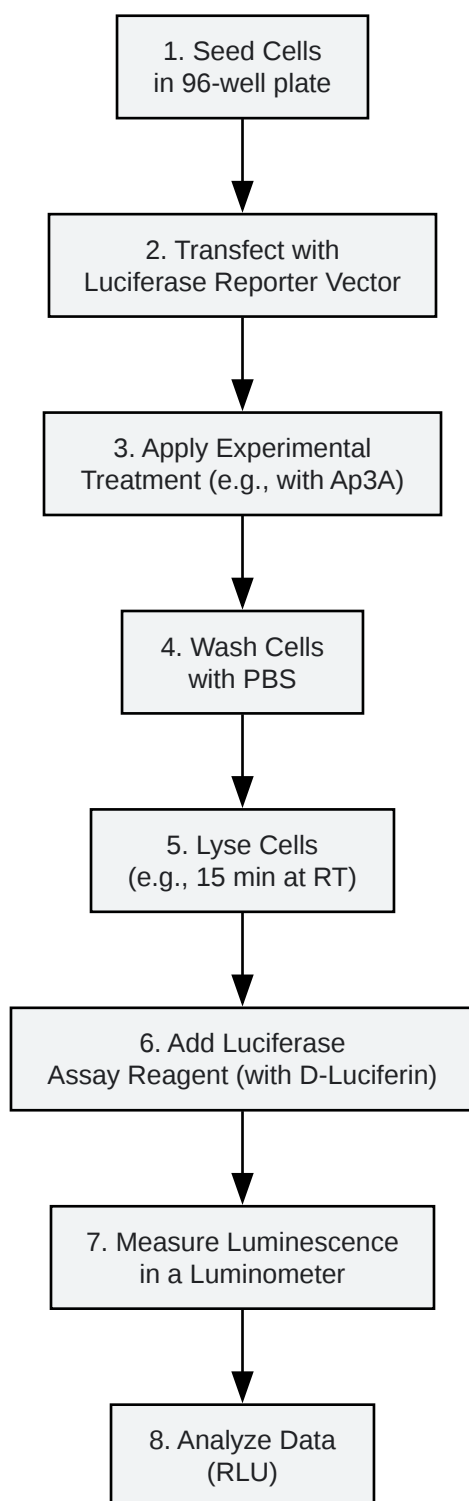 1. Seed Cells
in 96-well plate
2. Transfect with
Luciferase Reporter Vector
3. Apply Experimental
Treatment (e.g., with Ap3A)
4. Wash Cells
with PBS
5. Lyse Cells
(e.g., 15 min at RT)
6. Add Luciferase
Assay Reagent (with D-Luciferin)
7. Measure Luminescence
in a Luminometer
8. Analyze Data
(RLU)